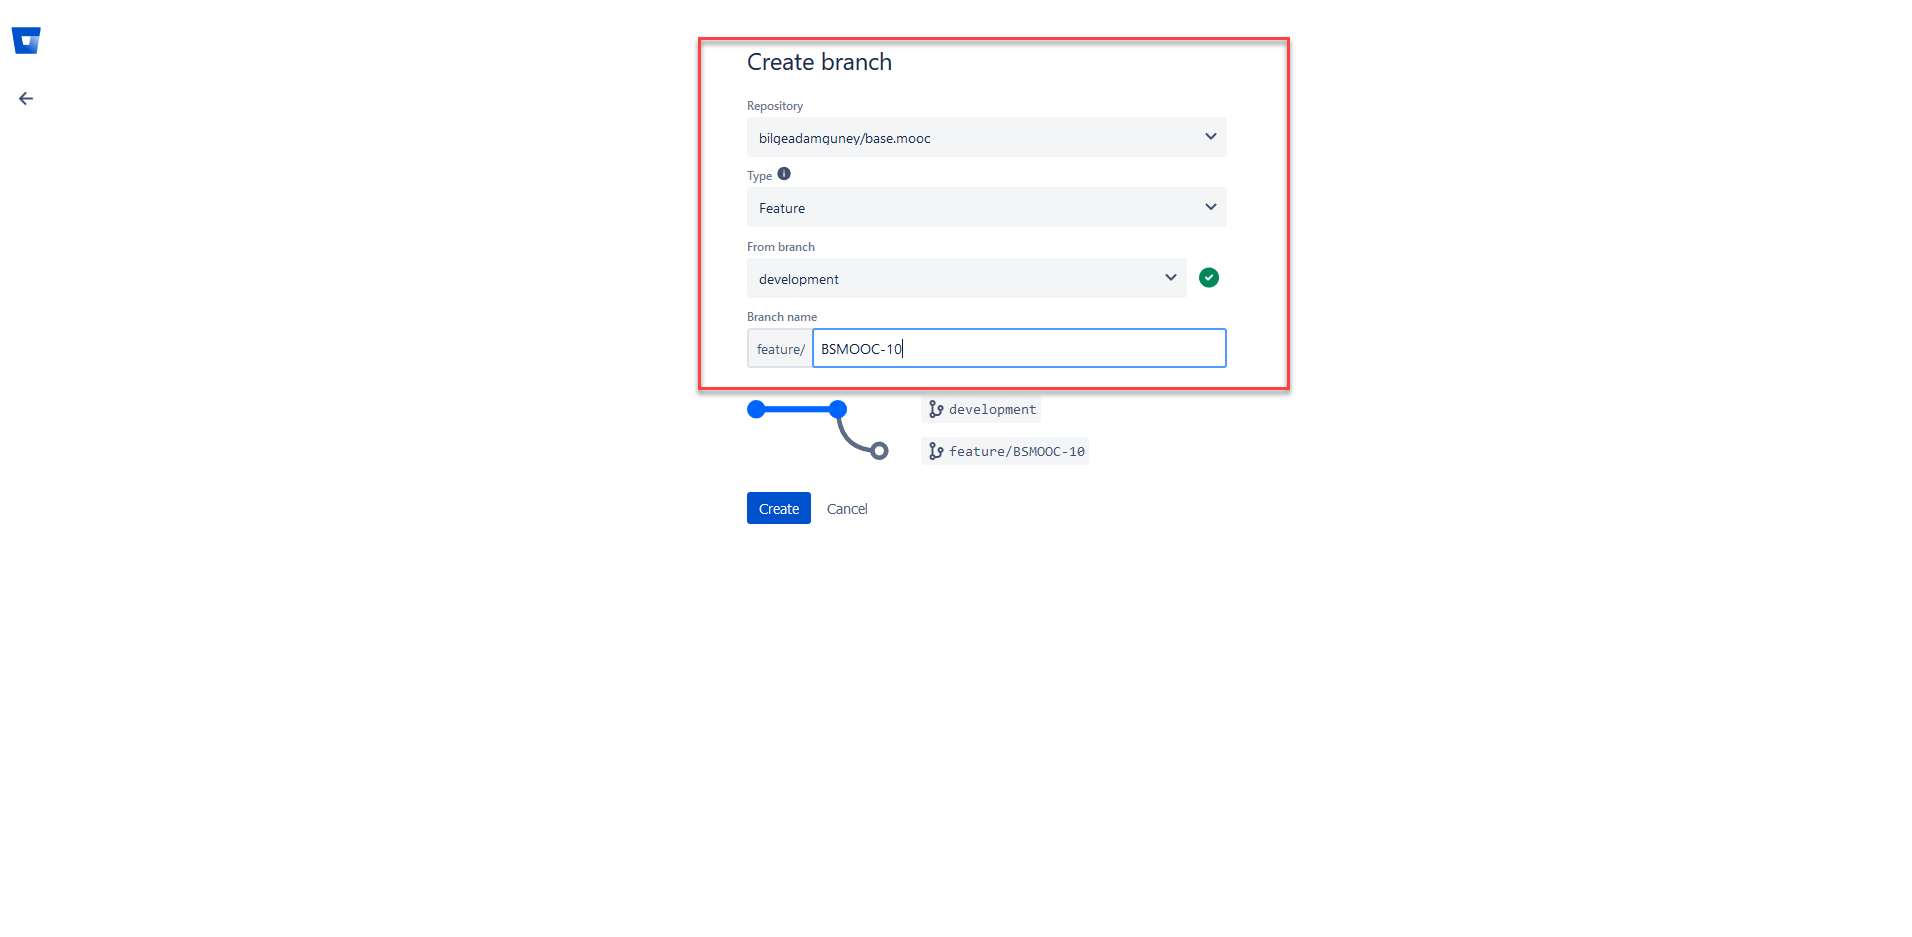 Create branch
Repository
bilgeadamguney/base.mooc
Type
Feature
From branch
development
Branch name
feature/ BSMOOC-10
development
feature/BSMOOC-10
Create Cancel